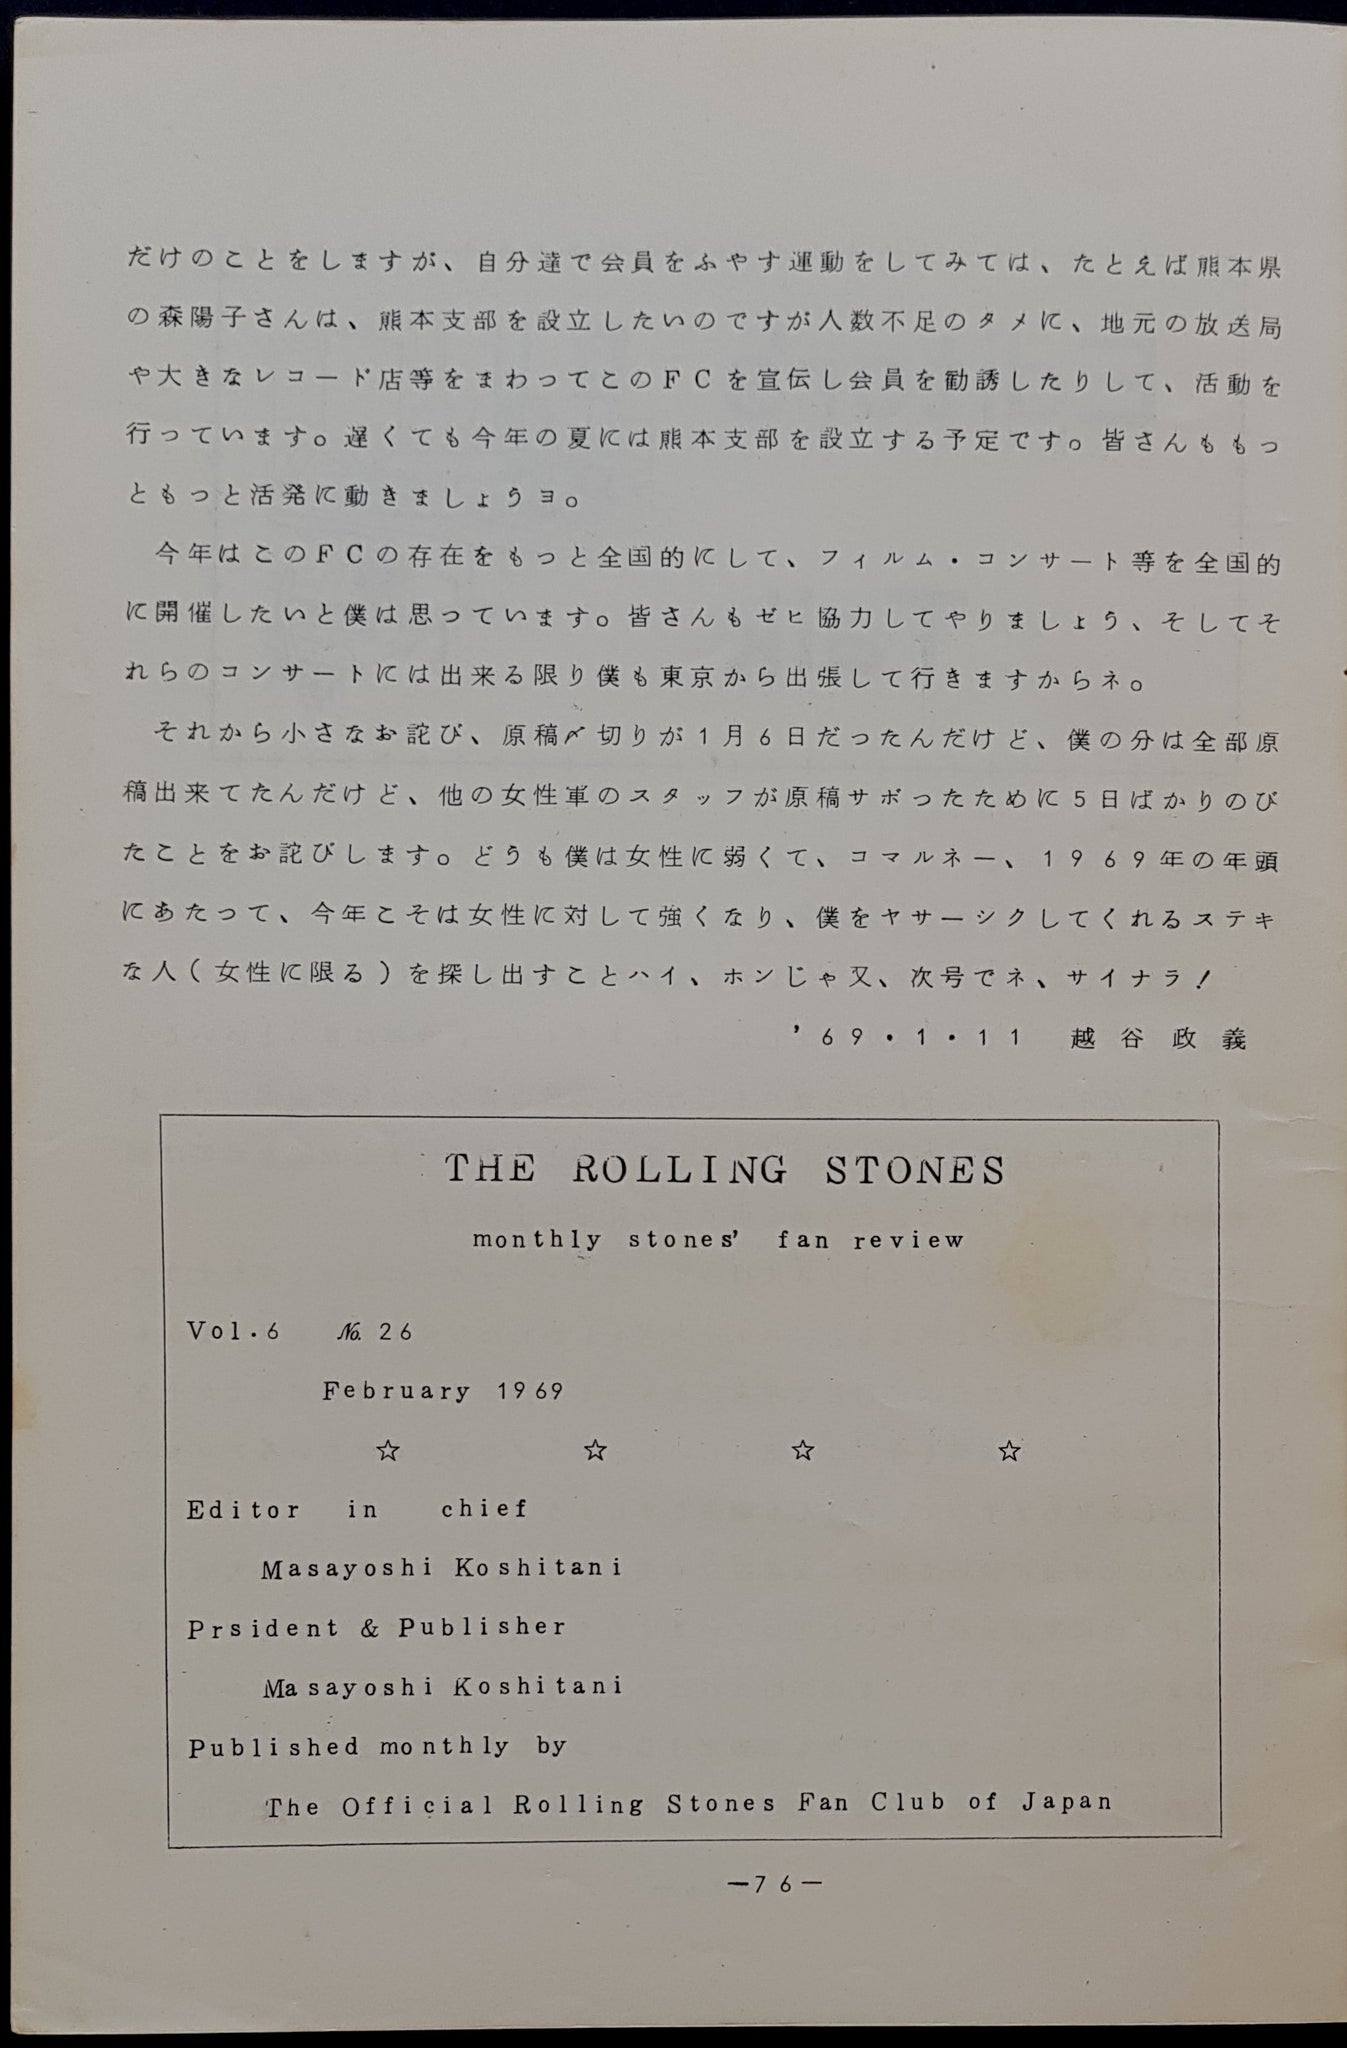 だけのことをしますが、自分達で会員をふやす運動をしてみては、たとえば熊本県
の森陽子さんは、熊本支部を設立したいのですが人数不足のタメに、地元の放送局
や大きなレコード店等をまわってこのFCを宣伝し会員を勧誘したりして、活動を
行っています。遅くても今年の夏には熊本支部を設立する予定です。皆さんももっ
ともっと活発に動きましょうヨ。
今年はこのFCの存在をもっと全国的にして、フィルム・コンサート等を全国的
に開催したいと僕は思っています。皆さんもゼヒ協力してやりましょう、そしてそ
れらのコンサートには出来る限り僕も東京から出張して行きますからネ。
それから小さなお詫び、原稿〆切りが1月6日だったんだけど、僕の分は全部原
稿出来てたんだけど、他の女性軍のスタッフが原稿サボったために5日ばかりのび
たことをお詫びします。どうも僕は女性に弱くて、コマルネー、1969年の年頭
にあたって、今年こそは女性に対して強くなり、僕をヤサーシクしてくれるステキ
な人(女性に限る)を探し出すことハイ、ホンじゃ又、次号でネ、サイナラ!
'69・1・11 越谷政義
THE ROLLING STONES
monthly stones' fan review
Vol.6 № 26
February 1969
☆ ☆ ☆ ☆
Editor in chief
Masayoshi Koshitani
Prsident & Publisher
Masayoshi Koshitani
Published monthly by
The Official Rolling Stones Fan Club of Japan
—76—